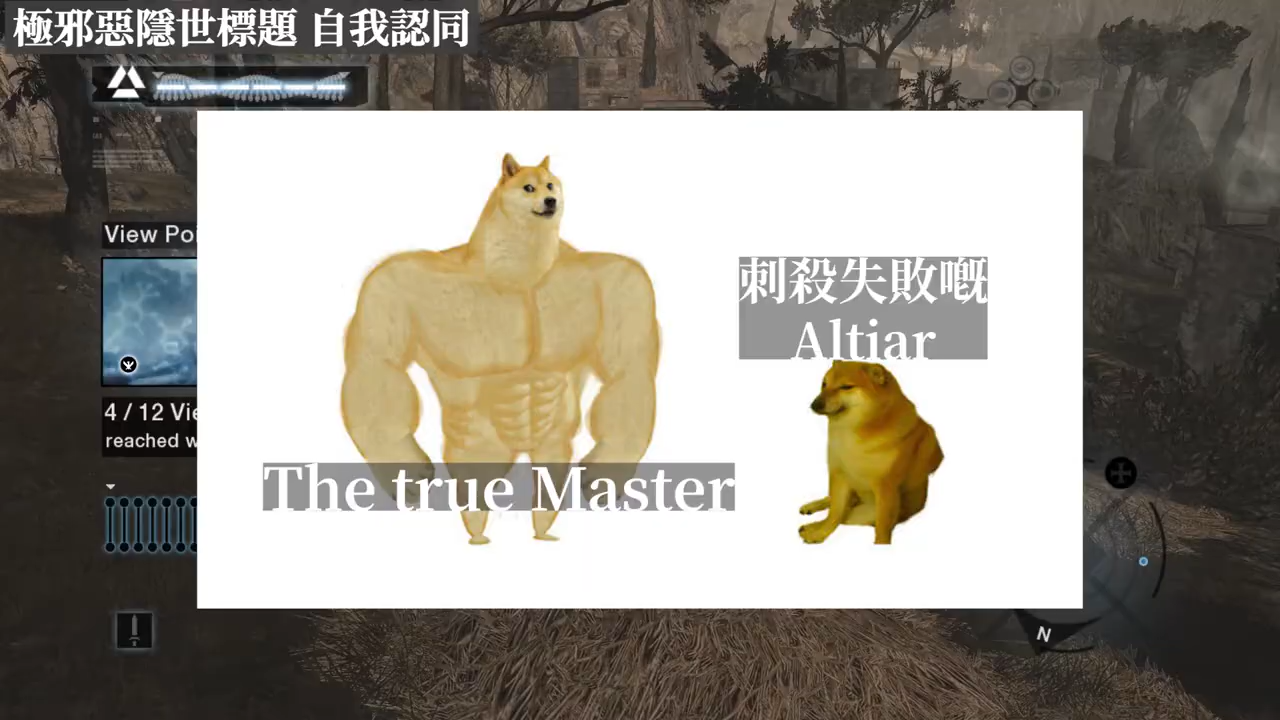 極邪惡隱世標題 自我認同
View Poi
刺殺失敗嘅
Altiar
4 / 12 Vie
reached w
The true Master
N